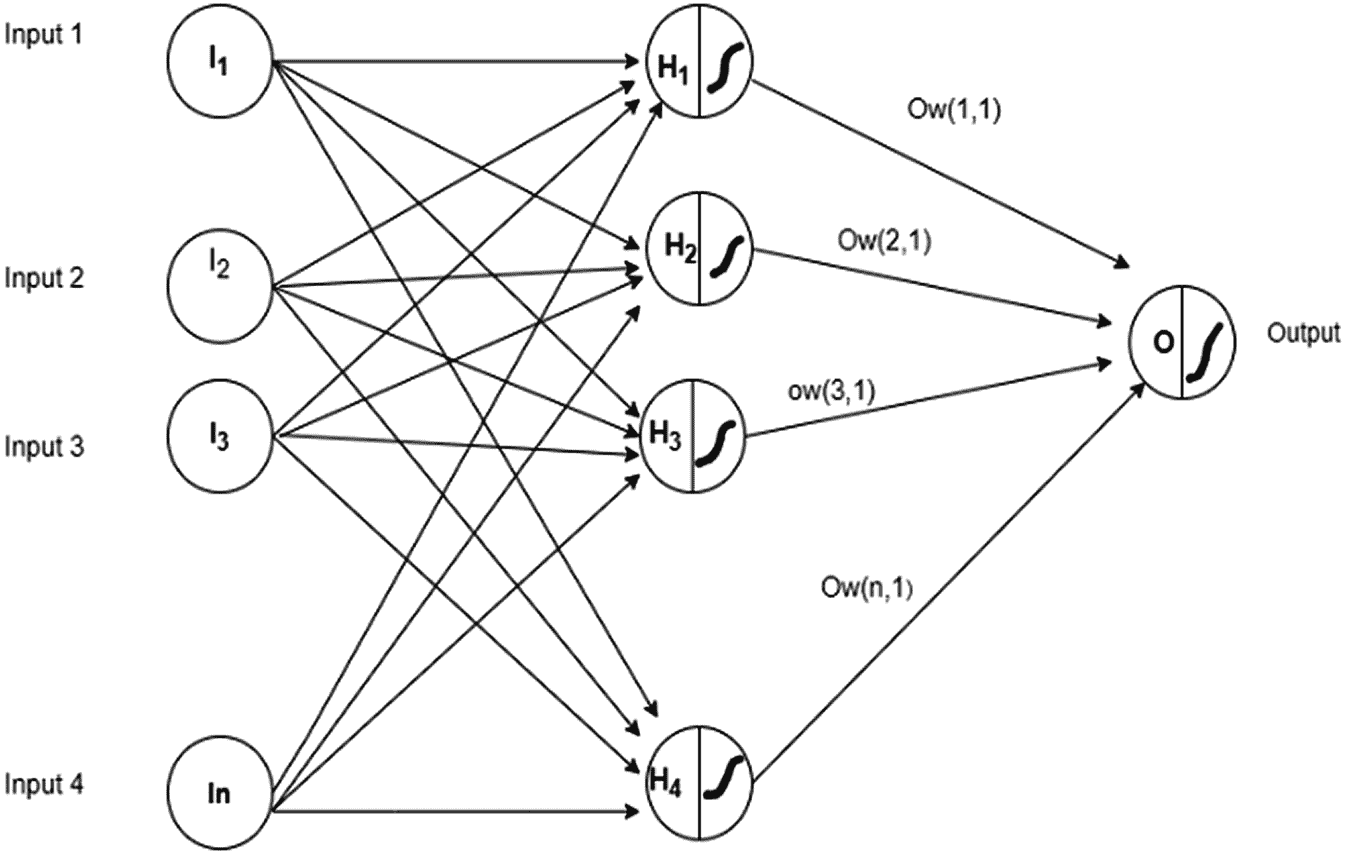 Input 1
I1
H1
Ow(1,1)
Input 2
I2
H2
Ow(2,1)
O
Output
Input 3
I3
H3
ow(3,1)
Ow(n,1)
Input 4
In
H4